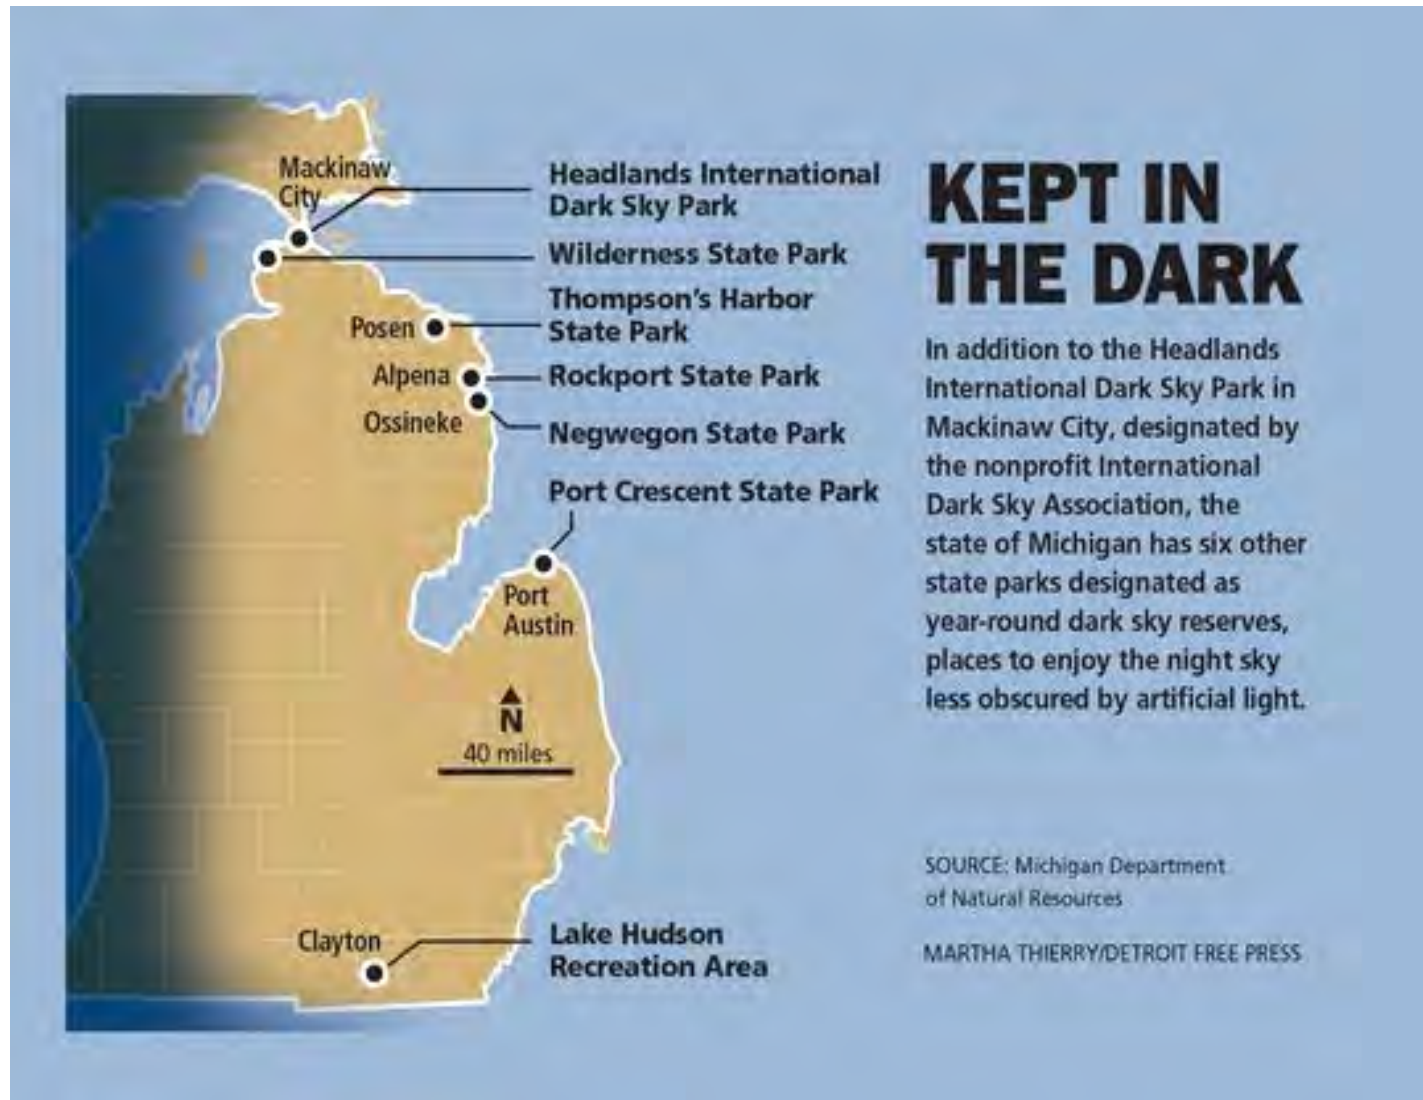 Mackinaw
City
Headlands International
Dark Sky Park
Wilderness State Park
Thompson's Harbor
State Park
Posen
Alpena
Rockport State Park
Ossineke
Negwegon State Park
Port Crescent State Park
Port
Austin
N
40 miles
Clayton
Lake Hudson
Recreation Area
KEPT IN
THE DARK
In addition to the Headlands
International Dark Sky Park in
Mackinaw City, designated by
the nonprofit International
Dark Sky Association, the
state of Michigan has six other
state parks designated as
year-round dark sky reserves,
places to enjoy the night sky
less obscured by artificial light.
SOURCE: Michigan Department
of Natural Resources
MARTHA THIERRY/DETROIT FREE PRESS